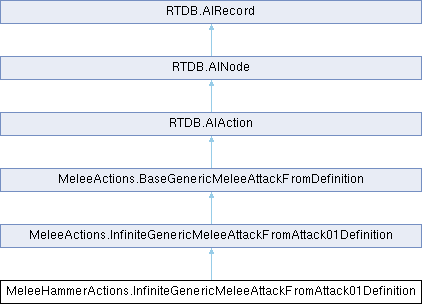 RTDB.AIRecord
RTDB.AINode
RTDB.AIAction
MeleeActions.BaseGenericMeleeAttackFromDefinition
MeleeActions.InfiniteGenericMeleeAttackFromAttack01Definition
MeleeHammerActions.InfiniteGenericMeleeAttackFromAttack01Definition